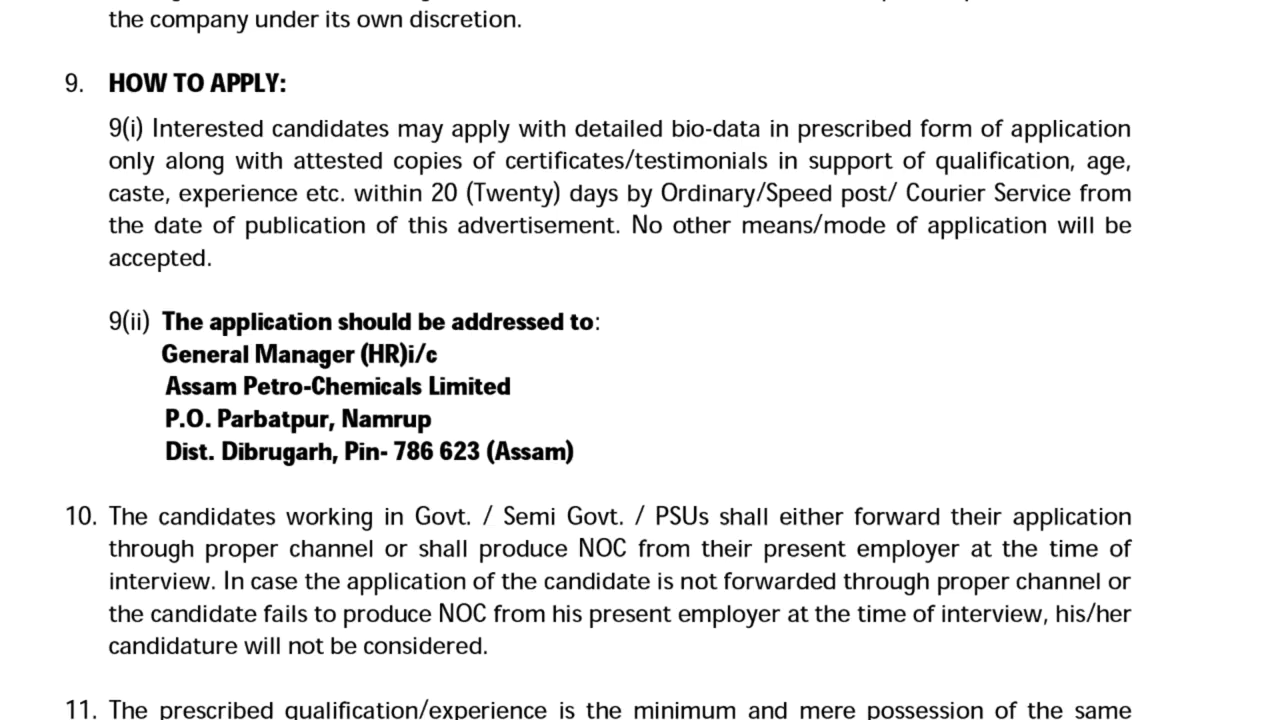 the company under its own discretion.
9. HOW TO APPLY:
9(i) Interested candidates may apply with detailed bio-data in prescribed form of application
only along with attested copies of certificates/testimonials in support of qualification, age,
caste, experience etc. within 20 (Twenty) days by Ordinary/Speed post/ Courier Service from
the date of publication of this advertisement. No other means/mode of application will be
accepted.
9(ii) The application should be addressed to:
General Manager (HR)i/c
Assam Petro-Chemicals Limited
P.O. Parbatpur, Namrup
Dist. Dibrugarh, Pin- 786 623 (Assam)
10. The candidates working in Govt. / Semi Govt. / PSUs shall either forward their application
through proper channel or shall produce NOC from their present employer at the time of
interview. In case the application of the candidate is not forwarded through proper channel or
the candidate fails to produce NOC from his present employer at the time of interview, his/her
candidature will not be considered.
11. The prescribed qualification/experience is the minimum and mere possession of the same